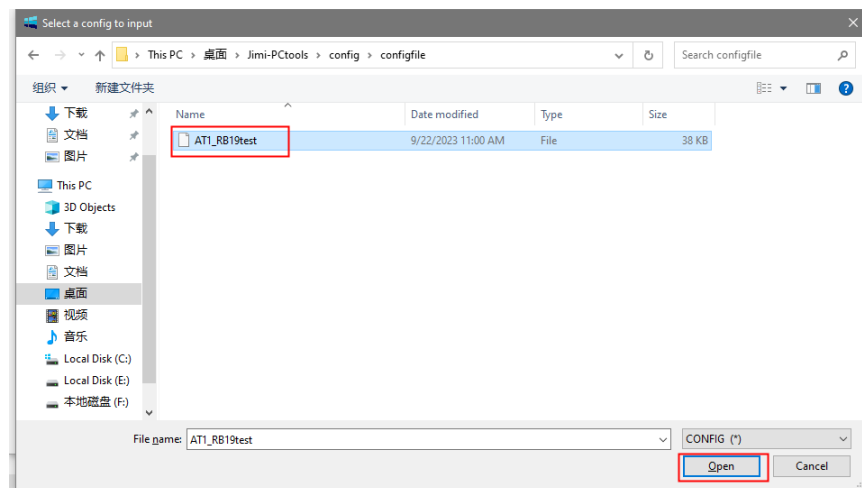 Select a config to input
This PC > 桌面 > Jimi-PCtools > config > configfile
Search configfile
组织 新建文件夹
Name Date modified Type Size
AT1_RB19test 9/22/2023 11:00 AM File 38 KB
下载
文档
图片
This PC
3D Objects
下载
图片
文档
桌面
视频
音乐
Local Disk (C:)
Local Disk (E:)
本地磁盘 (F:)
File name: AT1_RB19test CONFIG (*)
Open Cancel